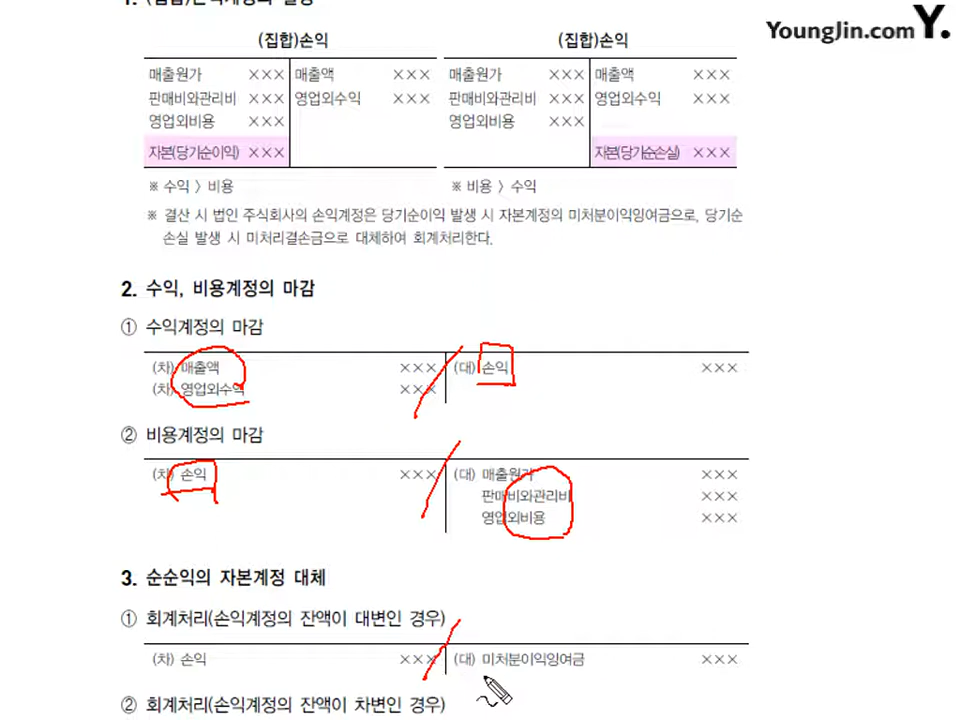 1. (집합)손익계정의 설정
YoungJin.com Y.
(집합)손익
매출원가 ××× 매출액 ×××
판매비와관리비 ××× 영업외수익 ×××
영업외비용 ×××
자본(당기순이익) ×××
※ 수익 > 비용
(집합)손익
매출원가 ××× 매출액 ×××
판매비와관리비 ××× 영업외수익 ×××
영업외비용 ×××
자본(당기순손실) ×××
※ 비용 > 수익
※ 결산 시 법인 주식회사의 손익계정은 당기순이익 발생 시 자본계정의 미처분이익잉여금으로, 당기순
손실 발생 시 미처리결손금으로 대체하여 회계처리한다.
2. 수익, 비용계정의 마감
① 수익계정의 마감
(차) 매출액 ××× (대) 손익 ×××
(차) 영업외수익 ×××
② 비용계정의 마감
(차) 손익 ××× (대) 매출원가 ×××
판매비와관리비 ×××
영업외비용 ×××
3. 순손익의 자본계정 대체
① 회계처리(손익계정의 잔액이 대변인 경우)
(차) 손익 ××× (대) 미처분이익잉여금 ×××
② 회계처리(손익계정의 잔액이 차변인 경우)